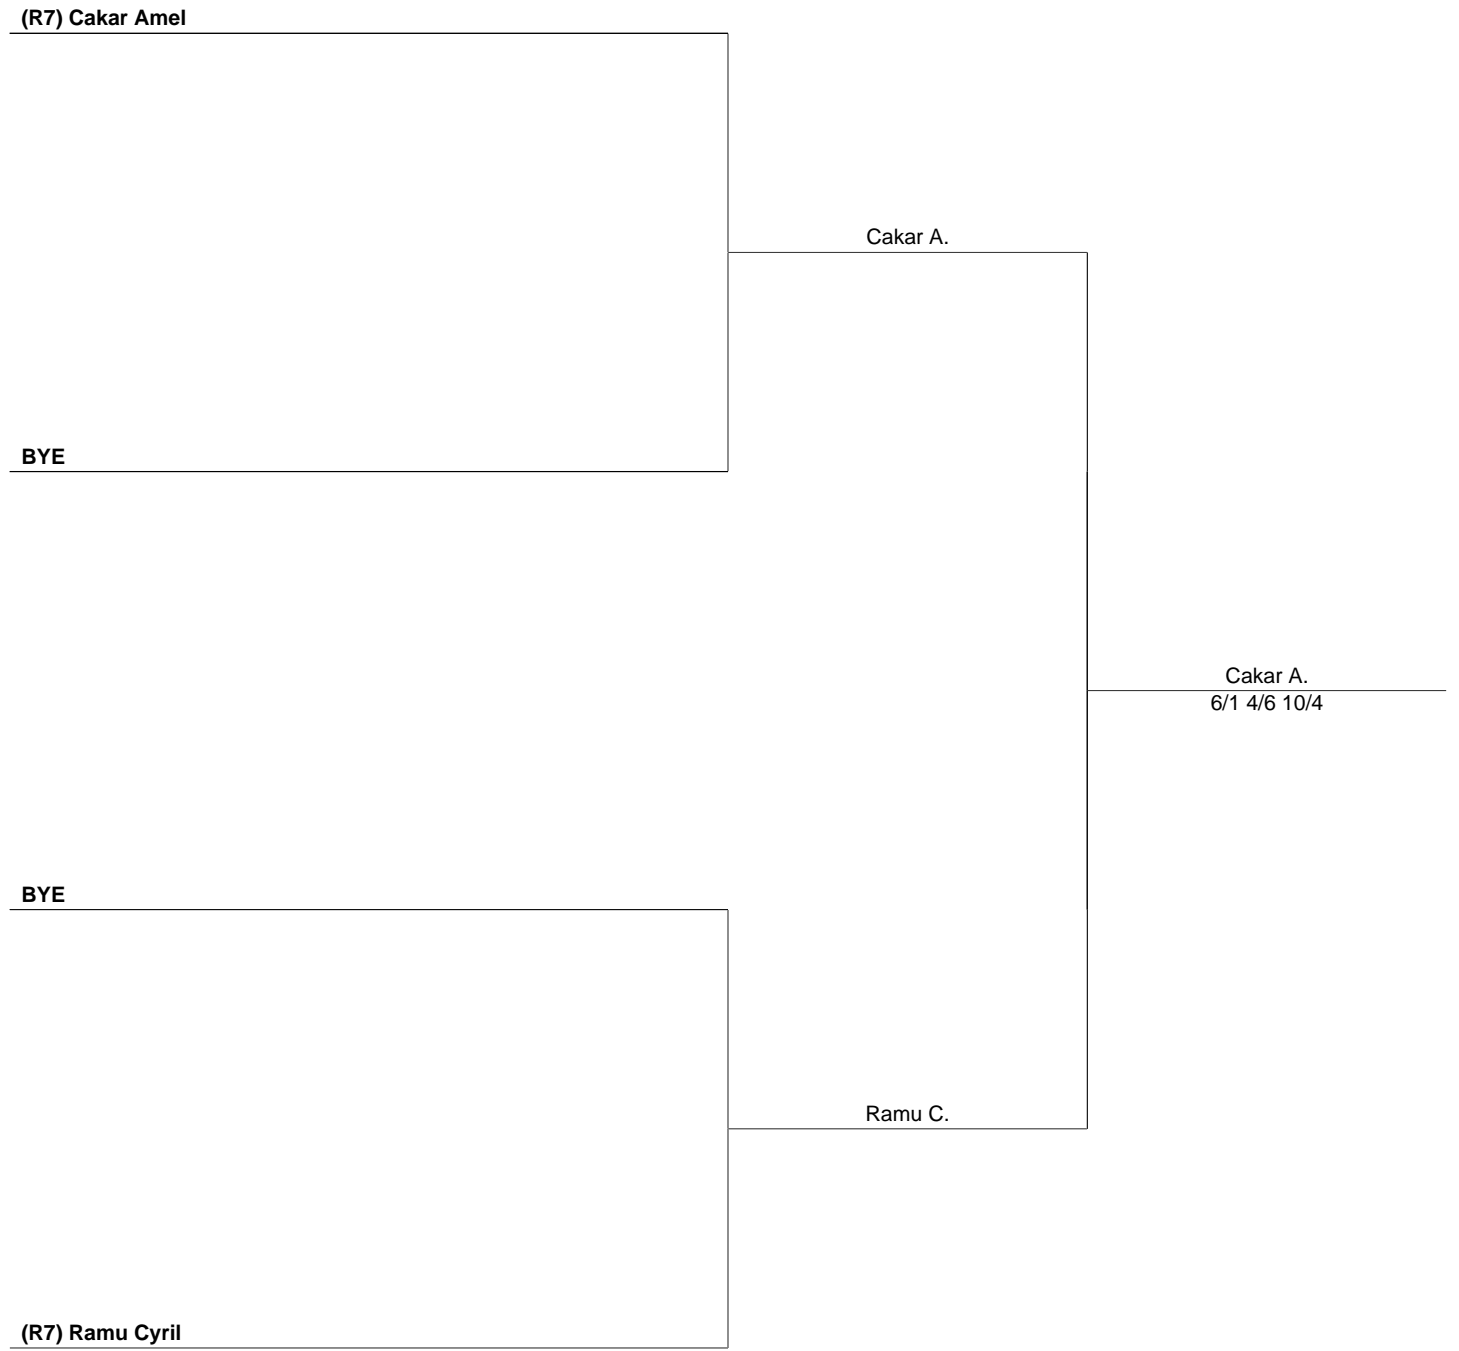 (R7) Cakar Amel
Cakar A.
BYE
Cakar A.
6/1 4/6 10/4
BYE
Ramu C.
(R7) Ramu Cyril